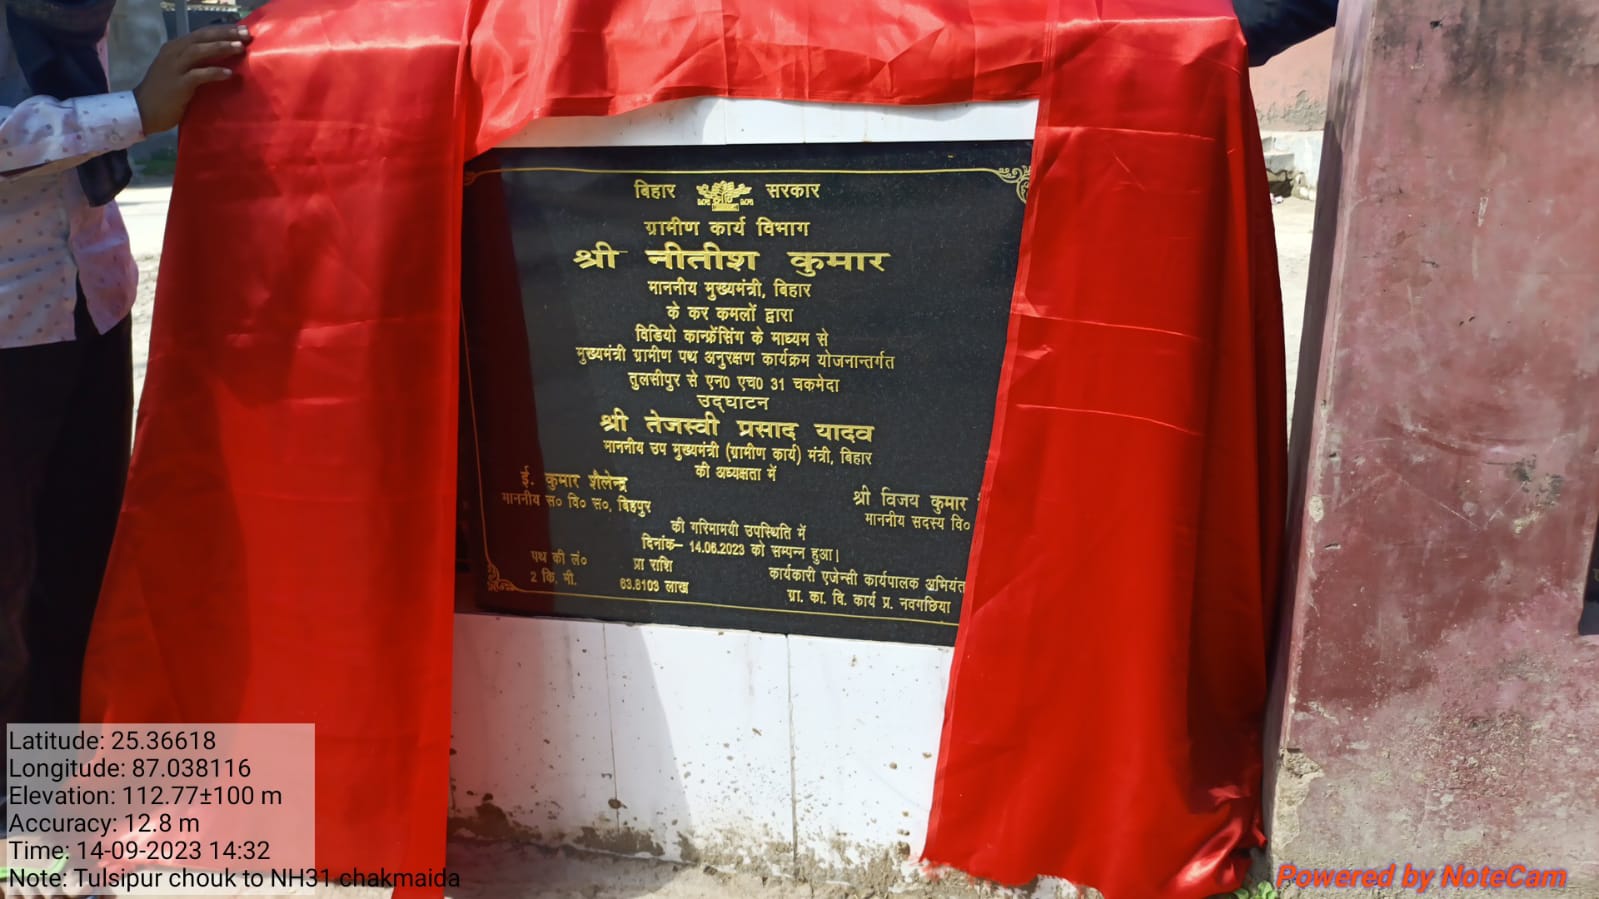 बिहार सरकार
ग्रामीण कार्य विभाग
श्री नीतीश कुमार
माननीय मुख्यमंत्री, बिहार
के कर कमलों द्वारा
विडियो कान्फ्रेंसिंग के माध्यम से
मुख्यमंत्री ग्रामीण पथ अनुरक्षण कार्यक्रम योजनान्तर्गत
तुलसीपुर से एन0 एच0 31 चकमेदा
उद्घाटन
श्री तेजस्वी प्रसाद यादव
माननीय उप मुख्यमंत्री (ग्रामीण कार्य) मंत्री, बिहार
की अध्यक्षता में
ई. कुमार शैलेन्द्र
माननीय स० वि० स०, बिहपुर
श्री विजय कुमार
माननीय सदस्य वि०
की गरिमामयी उपस्थिति में
दिनांक– 14.06.2023 को सम्पन्न हुआ।
पथ की लं० प्रा राशि
2 कि. मी. 63.8103 लाख
कार्यकारी एजेन्सी कार्यपालक
ग्रा. का. वि. कार्य प्र. नवगछिया
Latitude: 25.36618
Longitude: 87.038116
Elevation: 112.77±100 m
Accuracy: 12.8 m
Time: 14-09-2023 14:32
Note: Tulsipur chouk to NH31 chakmaida
Powered by NoteCam